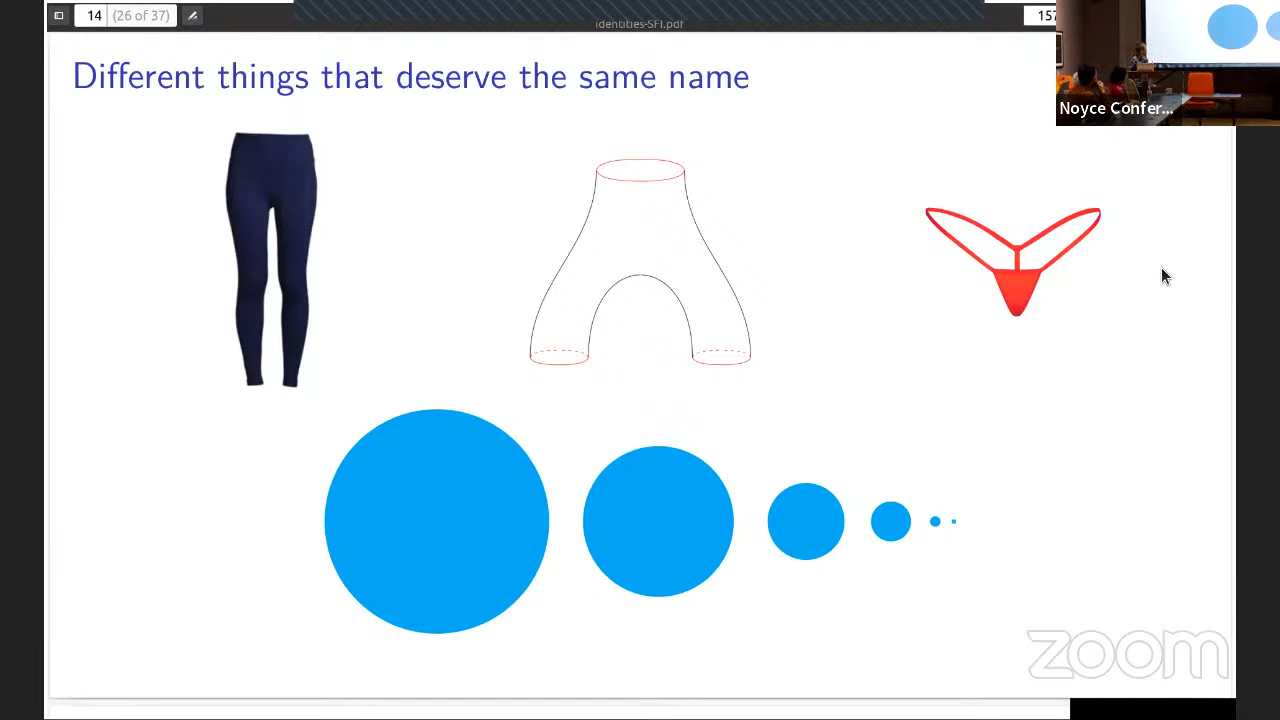 14 (26 of 37)
identities-SFI.pdf
157
Different things that deserve the same name
Noyce Confer...
zoom